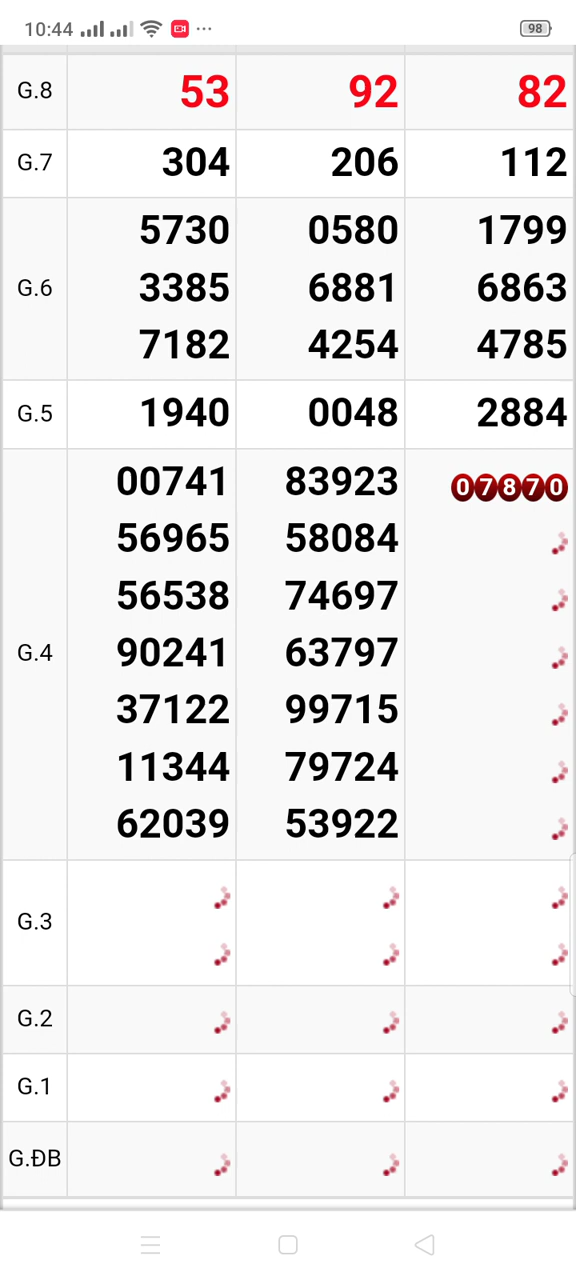 10:44 98
G.8 53 92 82
G.7 304 206 112
5730 0580 1799
G.6 3385 6881 6863
7182 4254 4785
G.5 1940 0048 2884
00741 83923 07870
56965 58084
56538 74697
G.4 90241 63797
37122 99715
11344 79724
62039 53922
G.3
G.2
G.1
G.ĐB